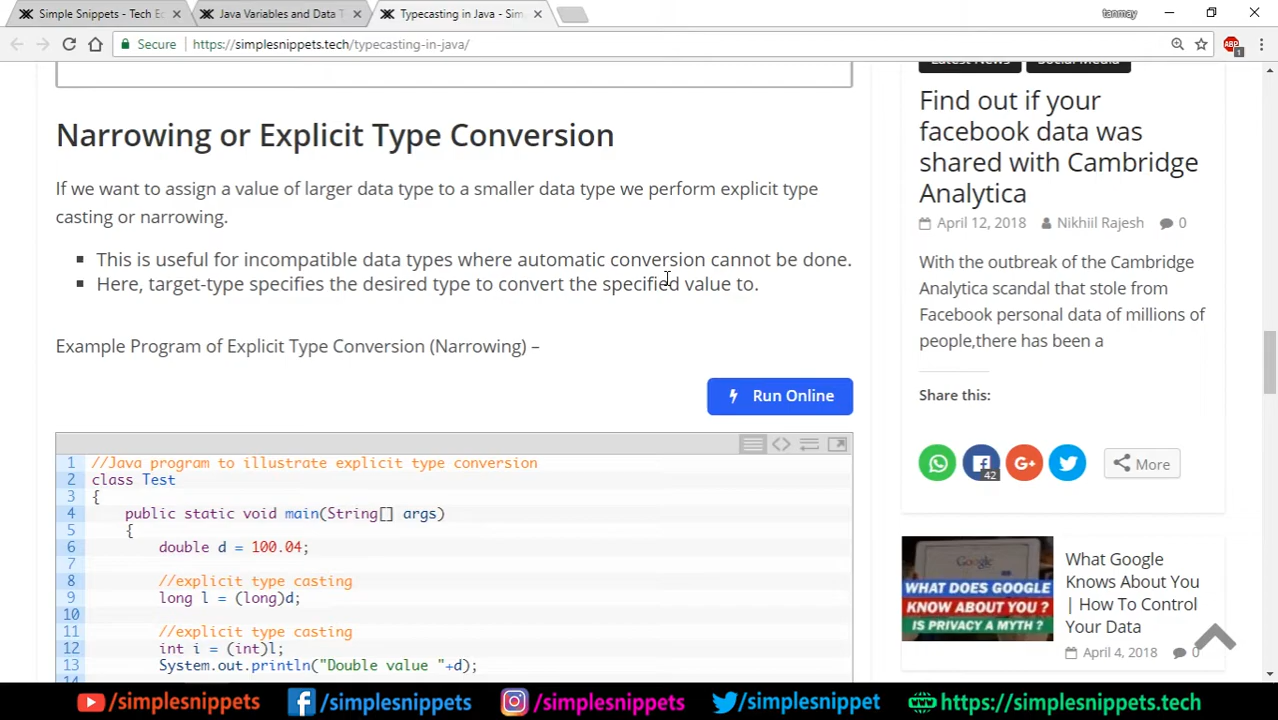 Simple Snippets - Tech Ec
Java Variables and Data T
Typecasting in Java - Sim
tanmay
Secure
https://simplesnippets.tech/typecasting-in-java/
ABP
1
Latest News
Social Media
Narrowing or Explicit Type Conversion
If we want to assign a value of larger data type to a smaller data type we perform explicit type
casting or narrowing.
This is useful for incompatible data types where automatic conversion cannot be done.
Here, target-type specifies the desired type to convert the specified value to.
Example Program of Explicit Type Conversion (Narrowing) –
Run Online
1 //Java program to illustrate explicit type conversion
2 class Test
3 {
4 public static void main(String[] args)
5 {
6 double d = 100.04;
7
8 //explicit type casting
9 long l = (long)d;
10
11 //explicit type casting
12 int i = (int)l;
13 System.out.println("Double value "+d);
14
Find out if your
facebook data was
shared with Cambridge
Analytica
April 12, 2018 Nikhiil Rajesh 0
With the outbreak of the Cambridge
Analytica scandal that stole from
Facebook personal data of millions of
people,there has been a
Share this:
42
G+
More
Google
WHAT DOES GOOGLE
KNOW ABOUT YOU ?
IS PRIVACY A MYTH ?
What Google
Knows About You
| How To Control
Your Data
April 4, 2018 0
/simplesnippets
/simplesnippets
/simplesnippets
/simplesnippets
https://simplesnippets.tech